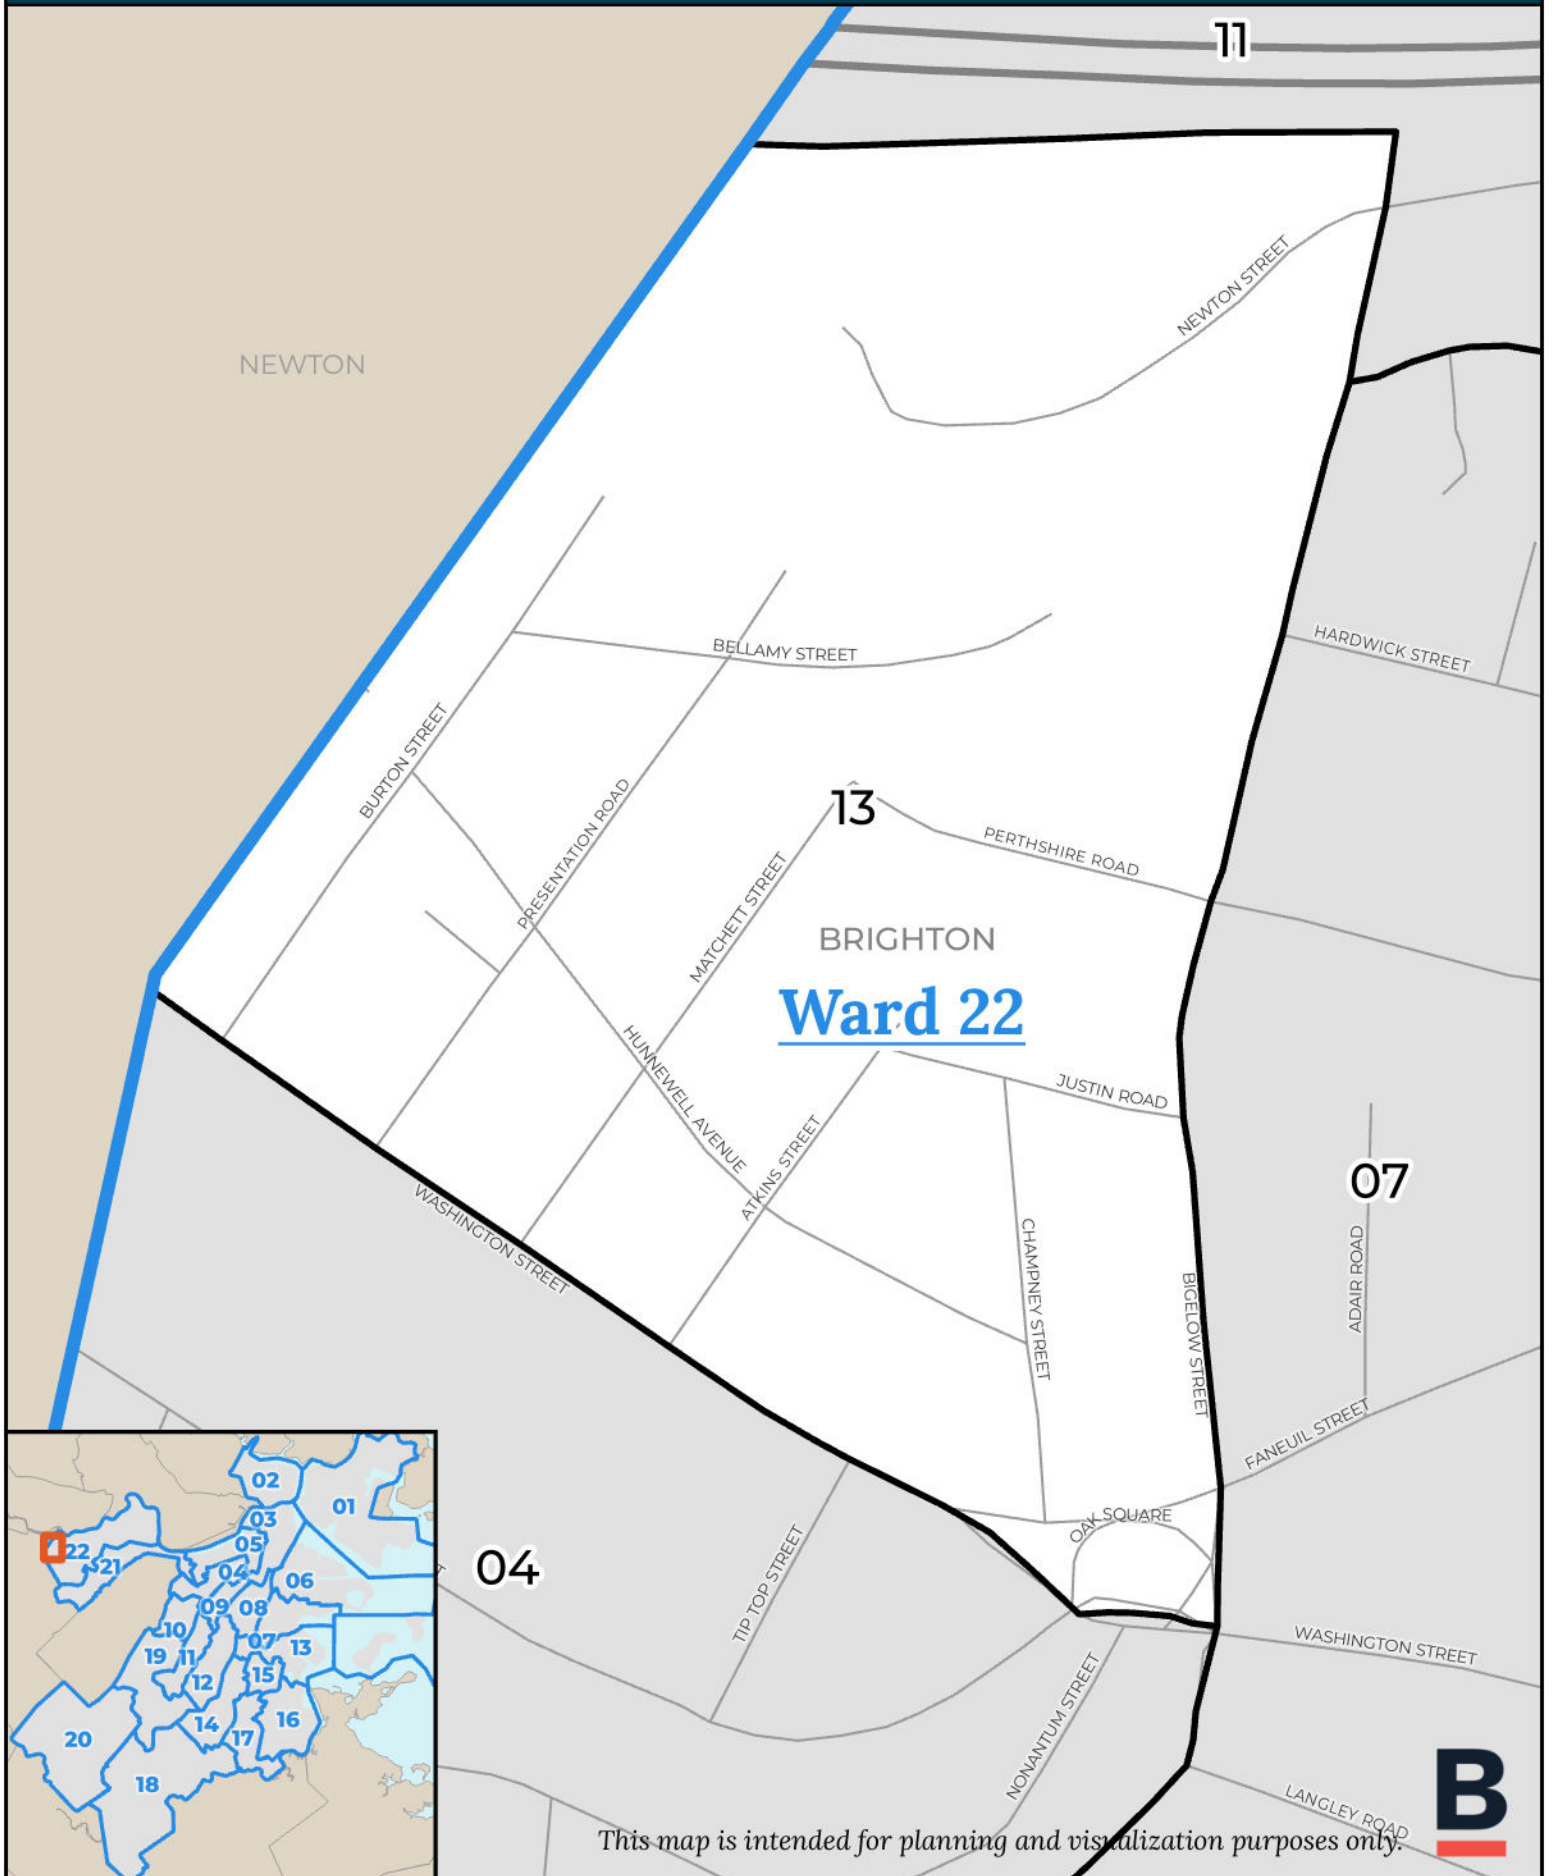 11
NEWTON STREET
NEWTON
BELLAMY STREET
HARDWICK STREET
BURTON STREET
PRESENTATION ROAD
13
PERTHSHIRE ROAD
MATCHETT STREET
BRIGHTON
Ward 22
HUNNEWELL AVENUE
JUSTIN ROAD
ATKINS STREET
07
WASHINGTON STREET
CHAMPNEY STREET
BIGELOW STREET
ADAIR ROAD
FANEUIL STREET
OAK SQUARE
04
TIP TOP STREET
WASHINGTON STREET
NONANTUM STREET
LANGLEY ROAD
02
01
03
05
22
21
04
06
09
08
10
07
13
19
11
12
15
14
16
17
20
18
B
This map is intended for planning and visualization purposes only.